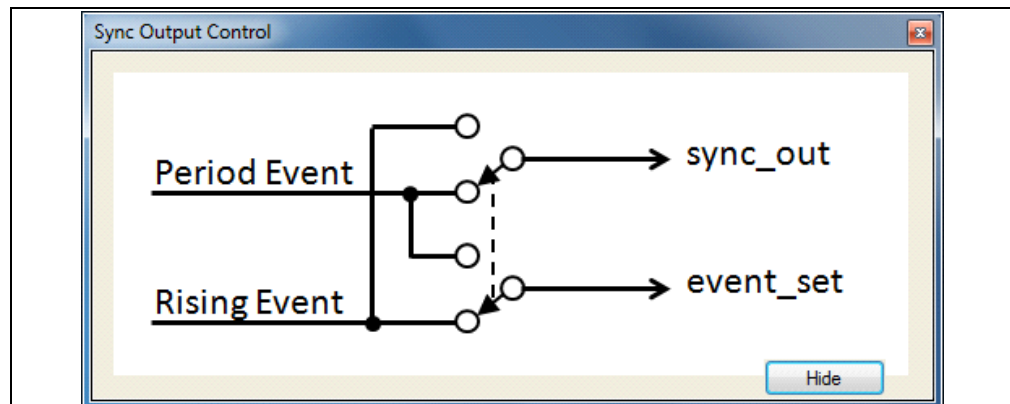 Sync Output Control
Period Event
sync_out
Rising Event
event_set
Hide